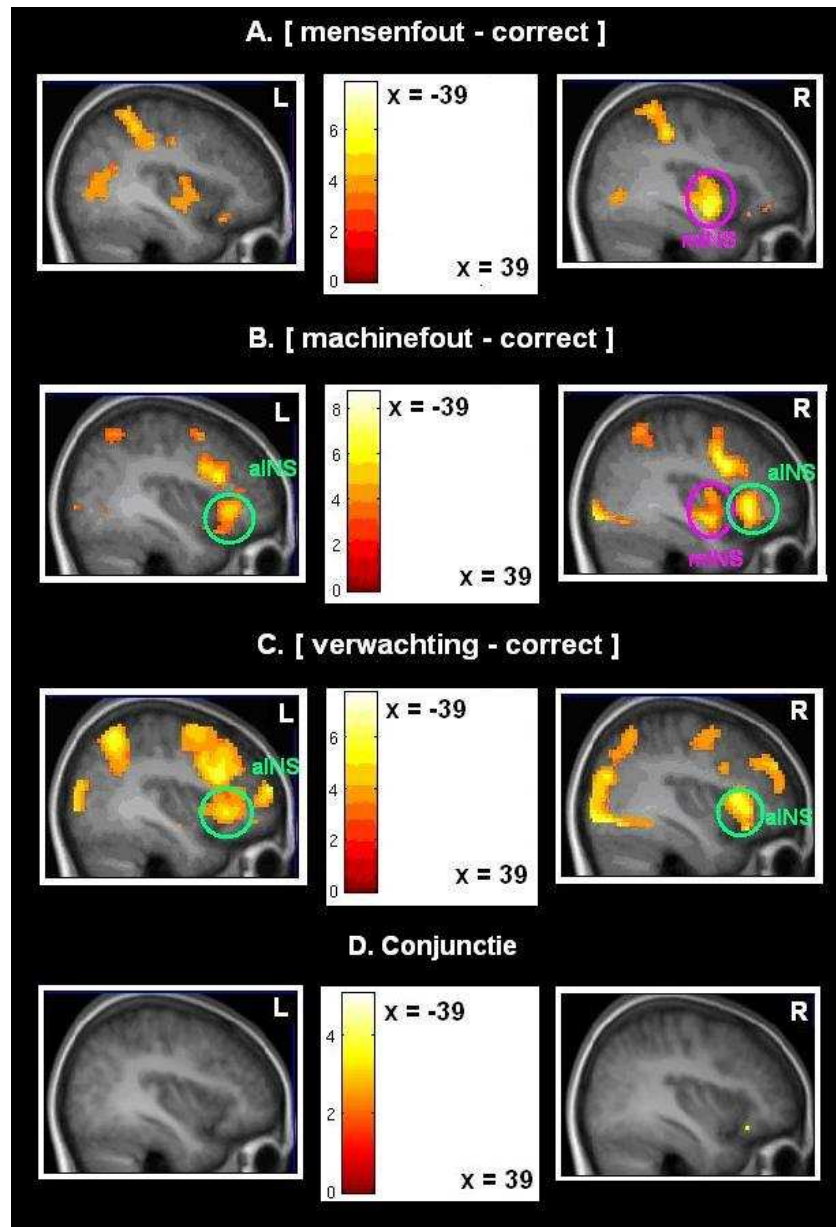 A. [ mensenfout - correct ]
L
x = -39
6
4
2
0
x = 39
R
mINS
B. [ machinefout - correct ]
L
aINS
x = -39
8
6
4
2
0
x = 39
R
aINS
mINS
C. [ verwachting - correct ]
L
aINS
x = -39
6
4
2
0
x = 39
R
aINS
D. Conjunctie
L
x = -39
4
2
0
x = 39
R